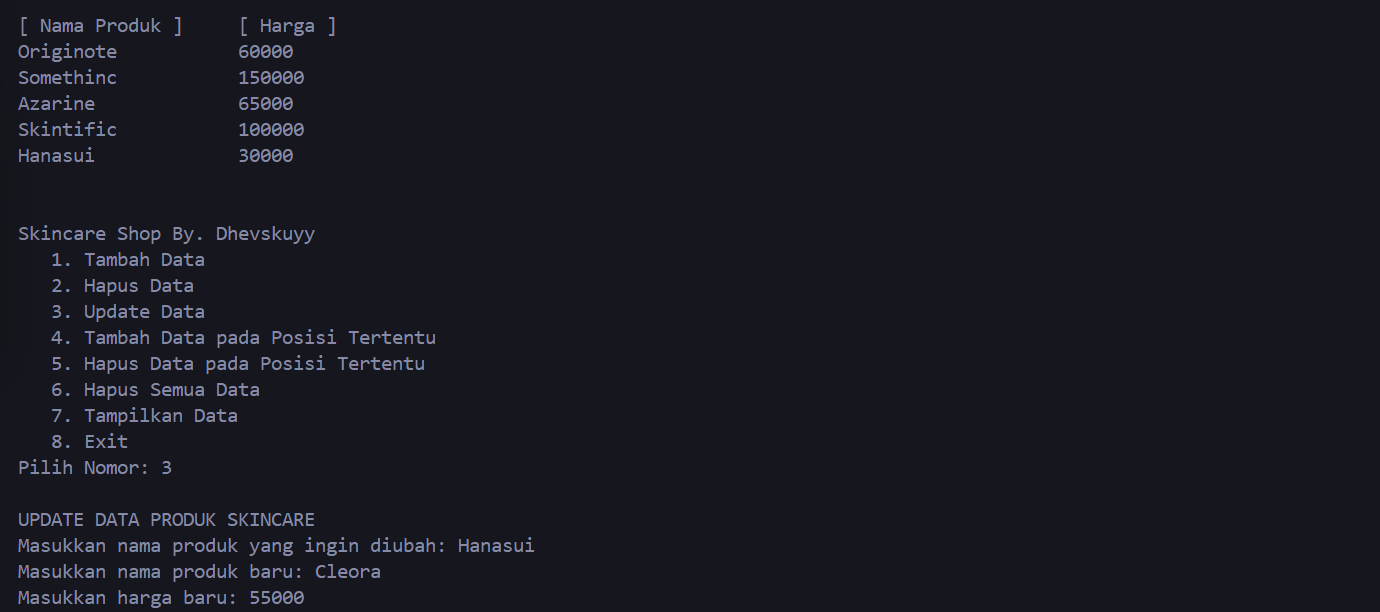 [ Nama Produk ]     [ Harga ]
Originote           60000
Somethinc           150000
Azarine             65000
Skintific           100000
Hanasui             30000
Skincare Shop By. Dhevskuyy
   1. Tambah Data
   2. Hapus Data
   3. Update Data
   4. Tambah Data pada Posisi Tertentu
   5. Hapus Data pada Posisi Tertentu
   6. Hapus Semua Data
   7. Tampilkan Data
   8. Exit
Pilih Nomor: 3
UPDATE DATA PRODUK SKINCARE
Masukkan nama produk yang ingin diubah: Hanasui
Masukkan nama produk baru: Cleora
Masukkan harga baru: 55000